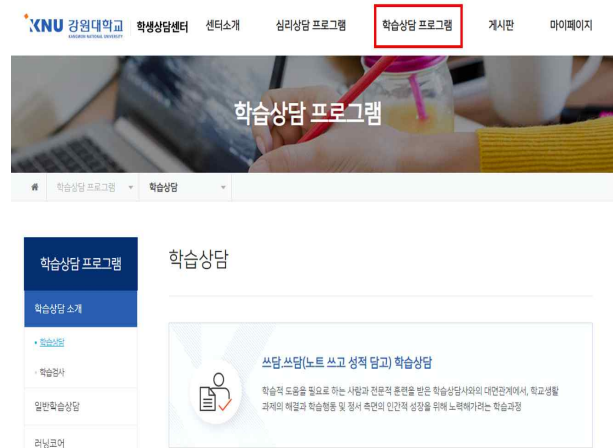 KNU 강원대학교 학생상담센터 센터소개 심리상담 프로그램 학습상담 프로그램 게시판 마이페이지
KANGWON NATIONAL UNIVERSITY
학습상담 프로그램
학습상담 프로그램 학습상담
학습상담 프로그램
학습상담
학습상담 소개
학습상담
학습검사
일반학습상담
러닝코어
쓰담.쓰담(노트 쓰고 성적 담고) 학습상담
학습적 도움을 필요로 하는 사람과 전문적 훈련을 받은 학습상담사와의 대면관계에서, 학교생활
과제의 해결과 학습행동 및 정서 측면의 인간적 성장을 위해 노력해가려는 학습과정